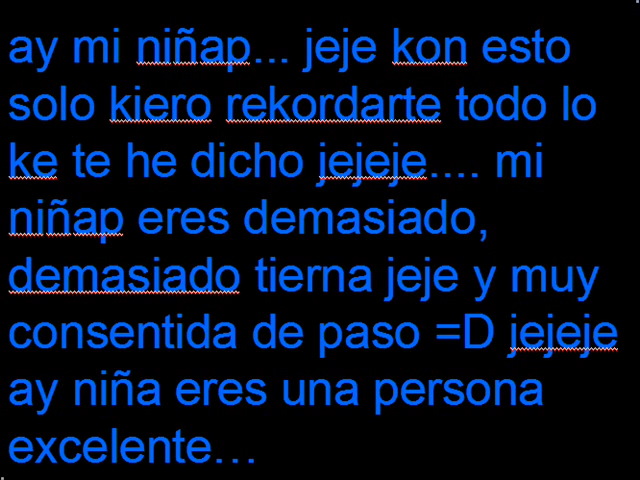 ay mi niñap... jeje kon esto
solo kiero rekordarte todo lo
ke te he dicho jejeje.... mi
niñap eres demasiado,
demasiado tierna jeje y muy
consentida de paso =D jejeje
ay niña eres una persona
excelente…